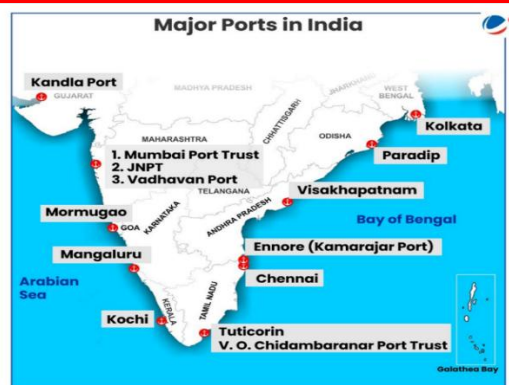 Major Ports in India
Kandla Port
GUJARAT
MADHYA PRADESH
JHARKHAND
WEST
BENGAL
CHHATTISGARH
Kolkata
MAHARASHTRA
ODISHA
1. Mumbai Port Trust
2. JNPT
3. Vadhavan Port
Paradip
TELANGANA
Visakhapatnam
Mormugao
GOA
KARNATAKA
ANDHRA PRADESH
Bay of Bengal
Ennore (Kamarajar Port)
Mangaluru
Chennai
Arabian
Sea
KERALA
TAMIL NADU
Kochi
Tuticorin
V. O. Chidambaranar Port Trust
Galathea Bay